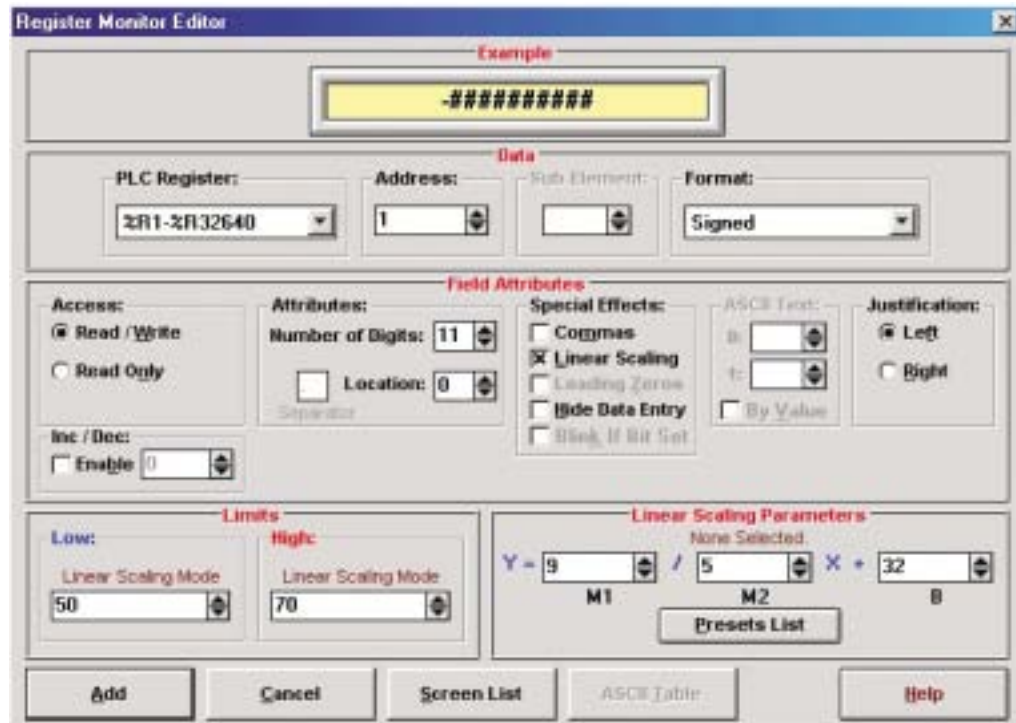 Register Monitor Editor
Example
-##########
Data
PLC Register:
%R1-%R32640
Address:
1
Sub Element:
Format:
Signed
Field Attributes
Access:
Read / Write
Read Only
Attributes:
Number of Digits: 11
. Location: 0
Separator
Special Effects:
Commas
Linear Scaling
Leading Zeros
Hide Data Entry
Blink If Bit Set
ASCII Text:
0:
1:
By Value
Justification:
Left
Right
Inc / Dec:
Enable 0
Limits
Low:
Linear Scaling Mode
50
High:
Linear Scaling Mode
70
Linear Scaling Parameters
None Selected
Y = 9 / 5 X + 32
M1 M2 B
Presets List
Add Cancel Screen List ASCII Table Help